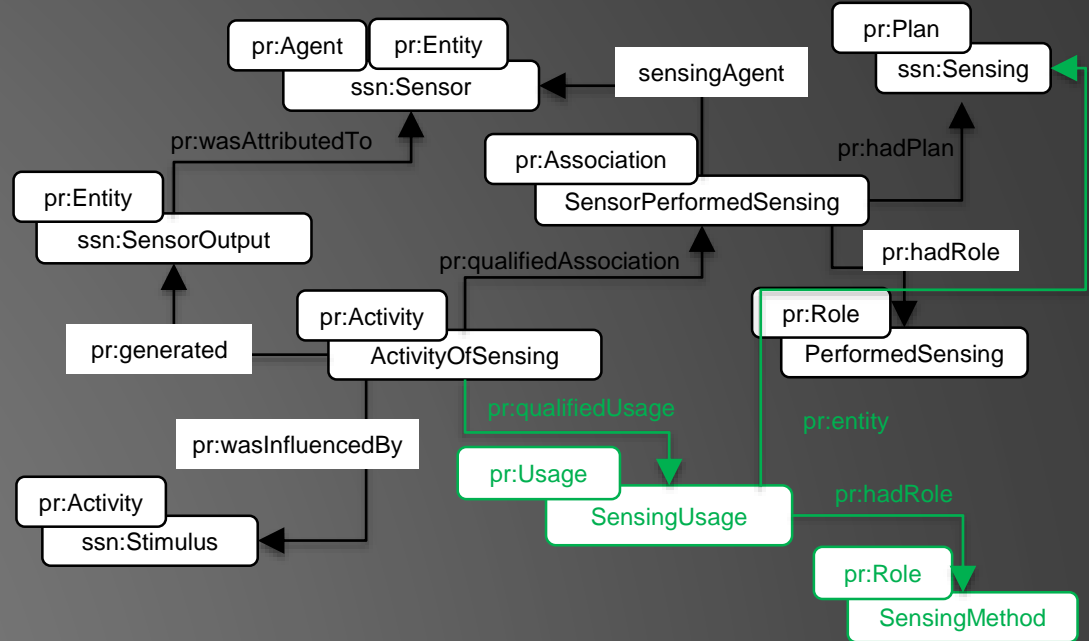 pr:Plan
pr:Agent
pr:Entity
ssn:Sensing
sensingAgent
ssn:Sensor
pr:wasAttributedTo
pr:hadPlan
pr:Association
pr:Entity
SensorPerformedSensing
ssn:SensorOutput
pr:hadRole
pr:qualifiedAssociation
pr:Activity
pr:Role
pr:generated
ActivityOfSensing
PerformedSensing
pr:qualifiedUsage
pr:entity
pr:wasInfluencedBy
pr:Usage
pr:Activity
pr:hadRole
SensingUsage
ssn:Stimulus
pr:Role
SensingMethod